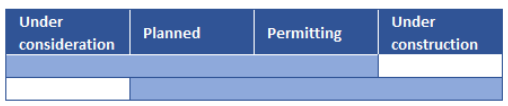 Under
consideration
Planned
Permitting
Under
construction